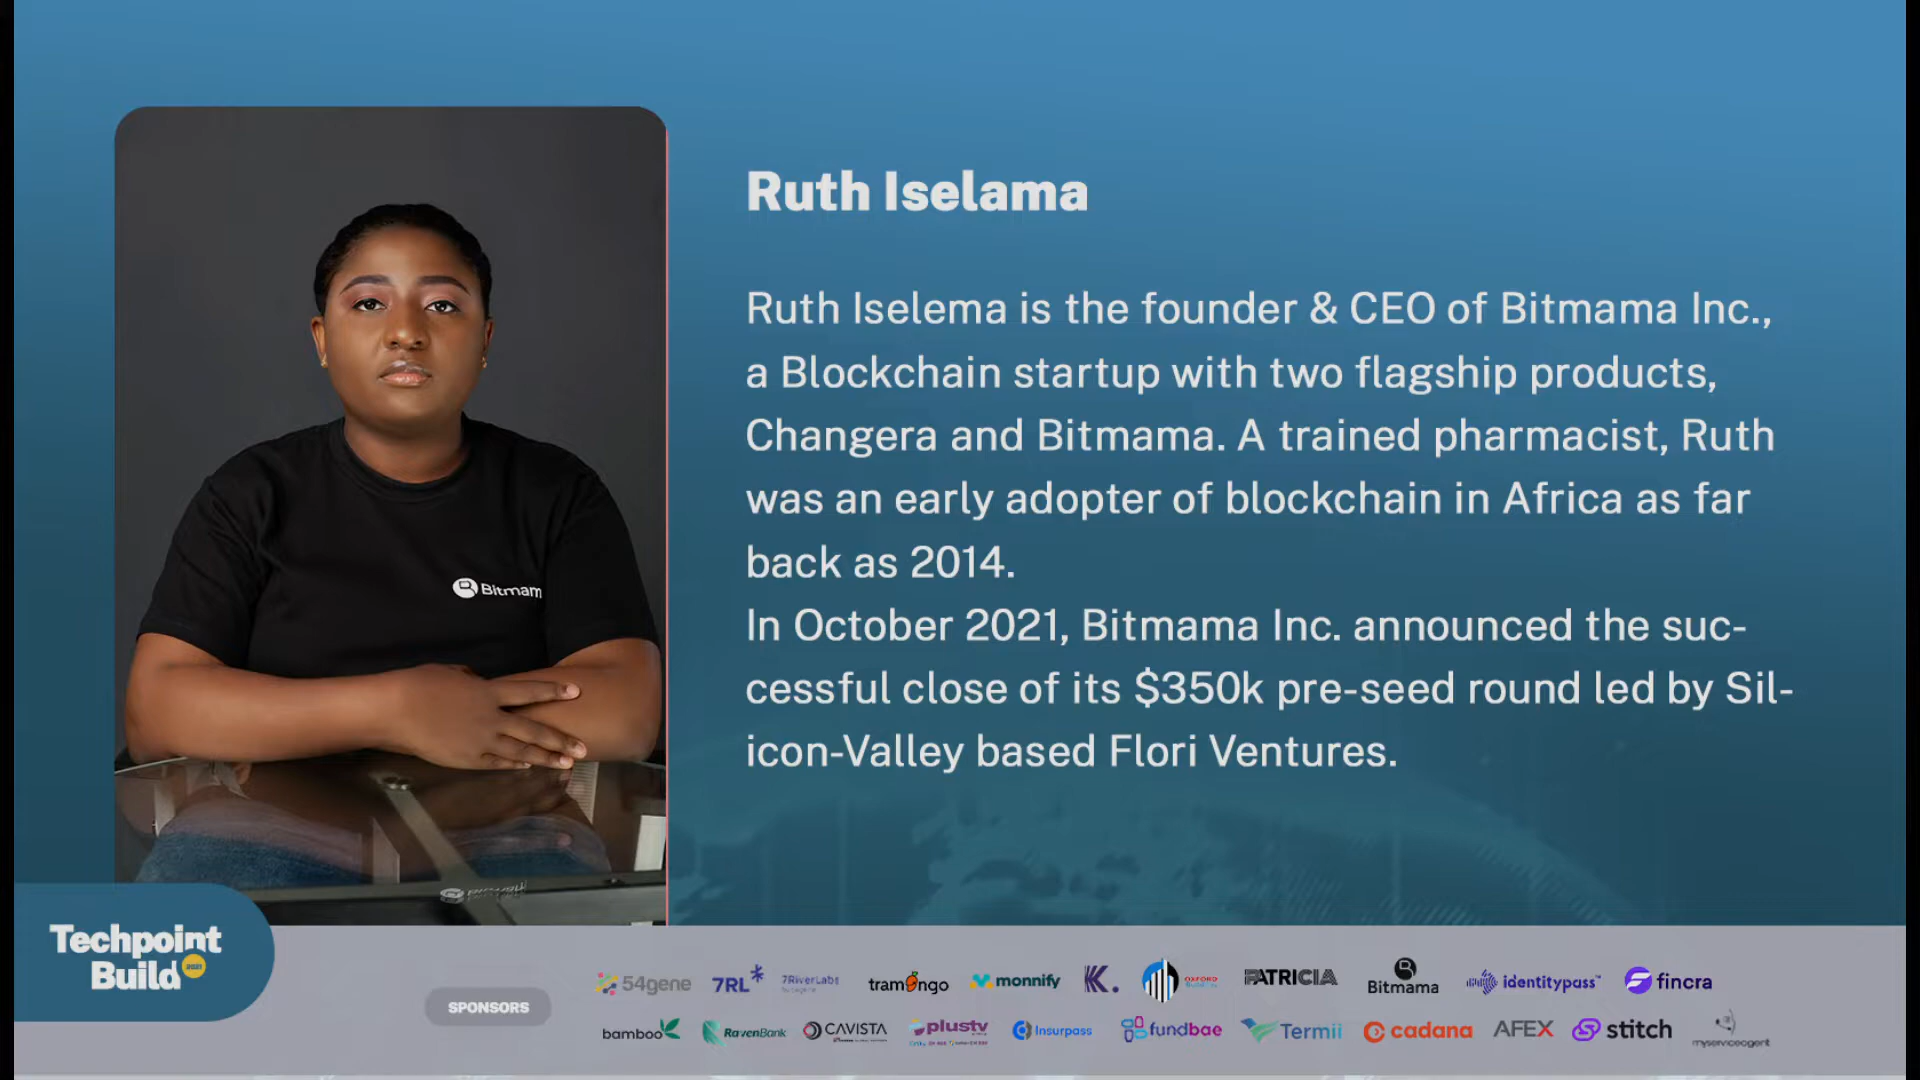 Ruth Iselama
Ruth Iselema is the founder & CEO of Bitmama Inc.,
a Blockchain startup with two flagship products,
Changera and Bitmama. A trained pharmacist, Ruth
was an early adopter of blockchain in Africa as far
back as 2014.
In October 2021, Bitmama Inc. announced the suc-
cessful close of its $350k pre-seed round led by Sil-
icon-Valley based Flori Ventures.
Bitmam
Techpoint
Build 2021
SPONSORS
54gene 7RL 7RiverLabs tramango monnify K. PATRICIA Bitmama identitypass fincra
bamboo RavenBank CAVISTA plustv Insurpass fundbae Termii cadana AFEX stitch myserviceagent